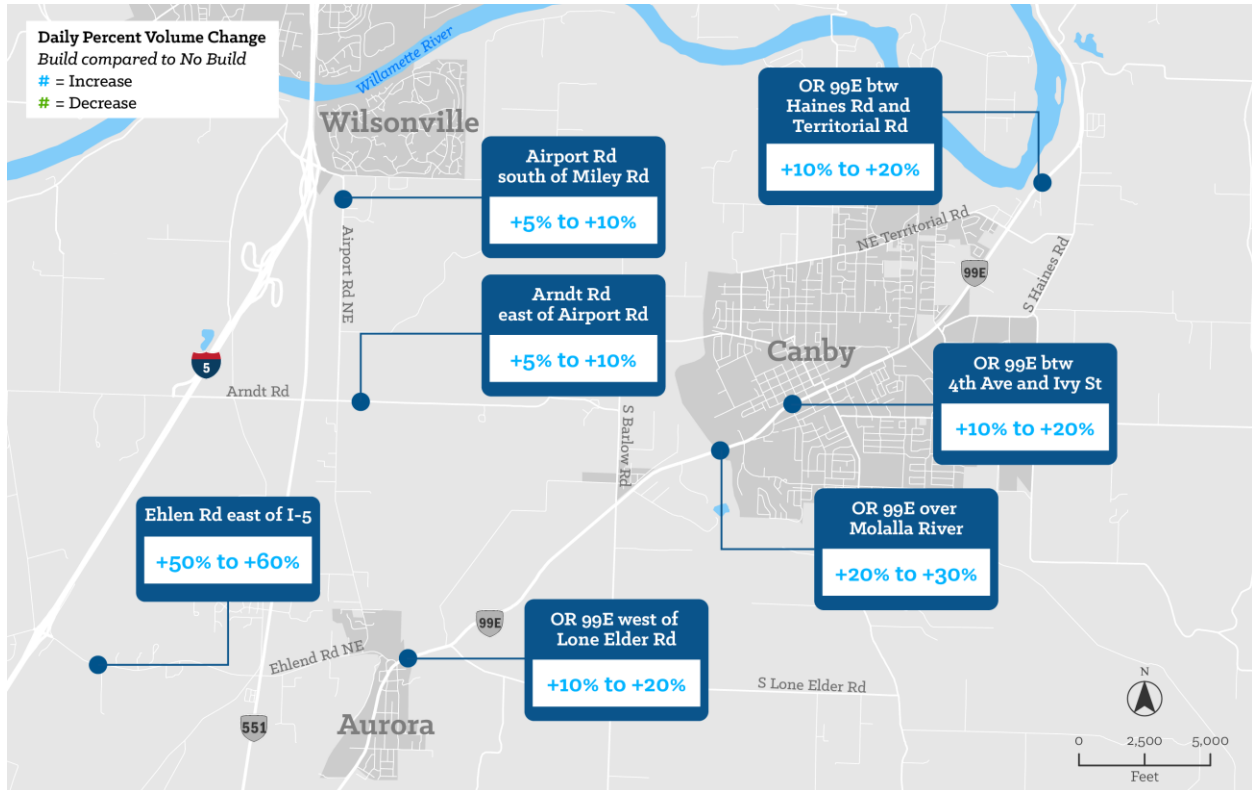 Daily Percent Volume Change
Build compared to No Build
# = Increase
# = Decrease
Willamette River
Wilsonville
OR 99E btw
Haines Rd and
Territorial Rd
+10% to +20%
Airport Rd
south of Miley Rd
+5% to +10%
Airport Rd NE
NE Territorial Rd
99E
S Haines Rd
Arndt Rd
east of Airport Rd
+5% to +10%
5
Arndt Rd
Canby
OR 99E btw
4th Ave and Ivy St
+10% to +20%
S Barlow Rd
OR 99E over
Molalla River
+20% to +30%
Ehlen Rd east of I-5
+50% to +60%
99E
OR 99E west of
Lone Elder Rd
+10% to +20%
Ehlend Rd NE
S Lone Elder Rd
Aurora
551
N
0 2,500 5,000
Feet